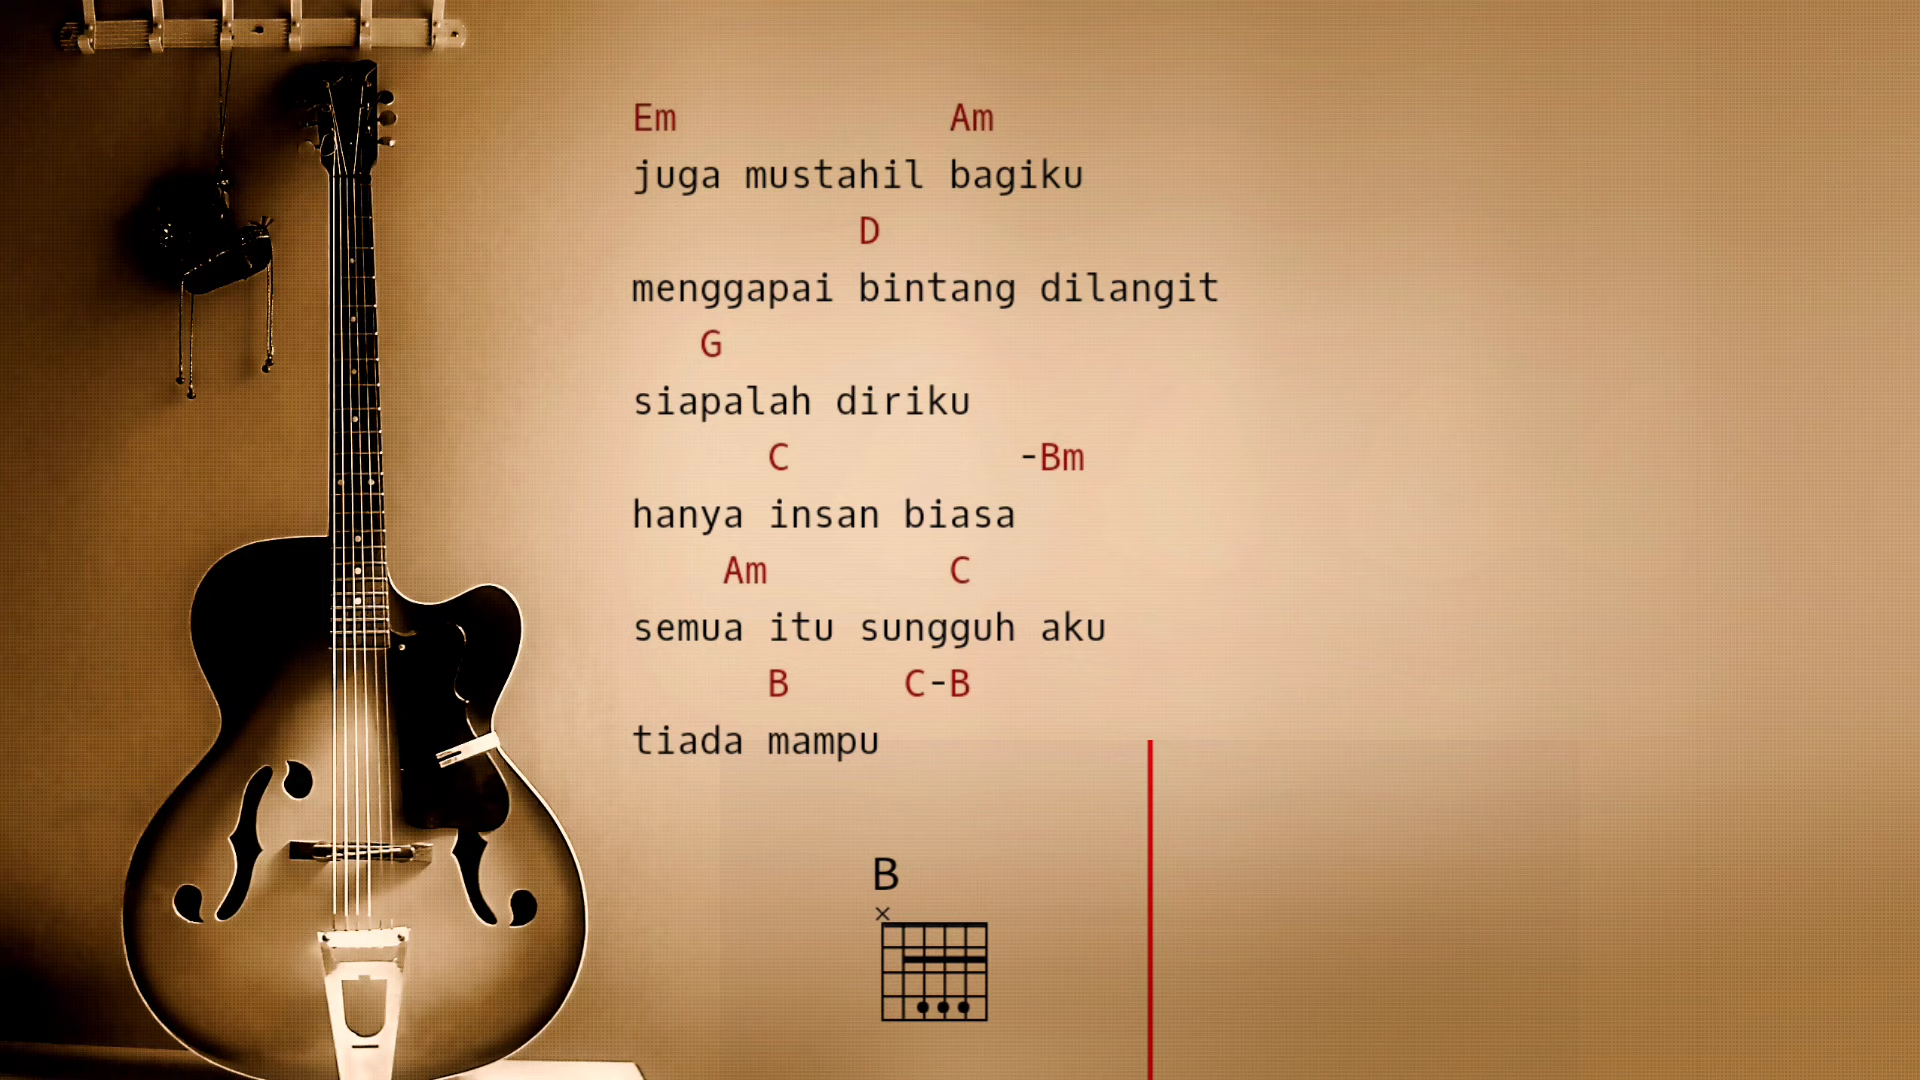 Em Am
juga mustahil bagiku
D
menggapai bintang dilangit
G
siapalah diriku
C -Bm
hanya insan biasa
Am C
semua itu sungguh aku
B C-B
tiada mampu
B
×